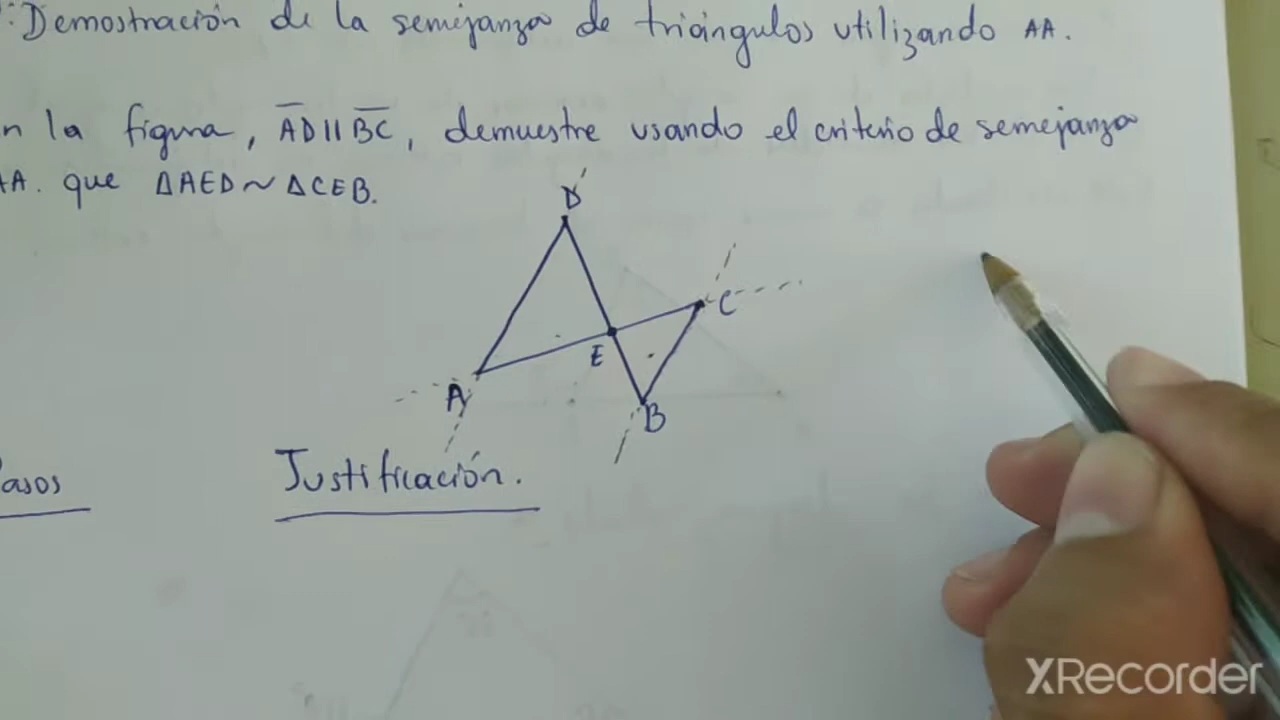 : Demostración de la semejanza de triángulos utilizando AA.
n la figura, AD || BC, demuestre usando el criterio de semejanza
AA. que ΔAED ~ ΔCEB.
D
C
E
A
B
asos
Justificación.
XRecorder